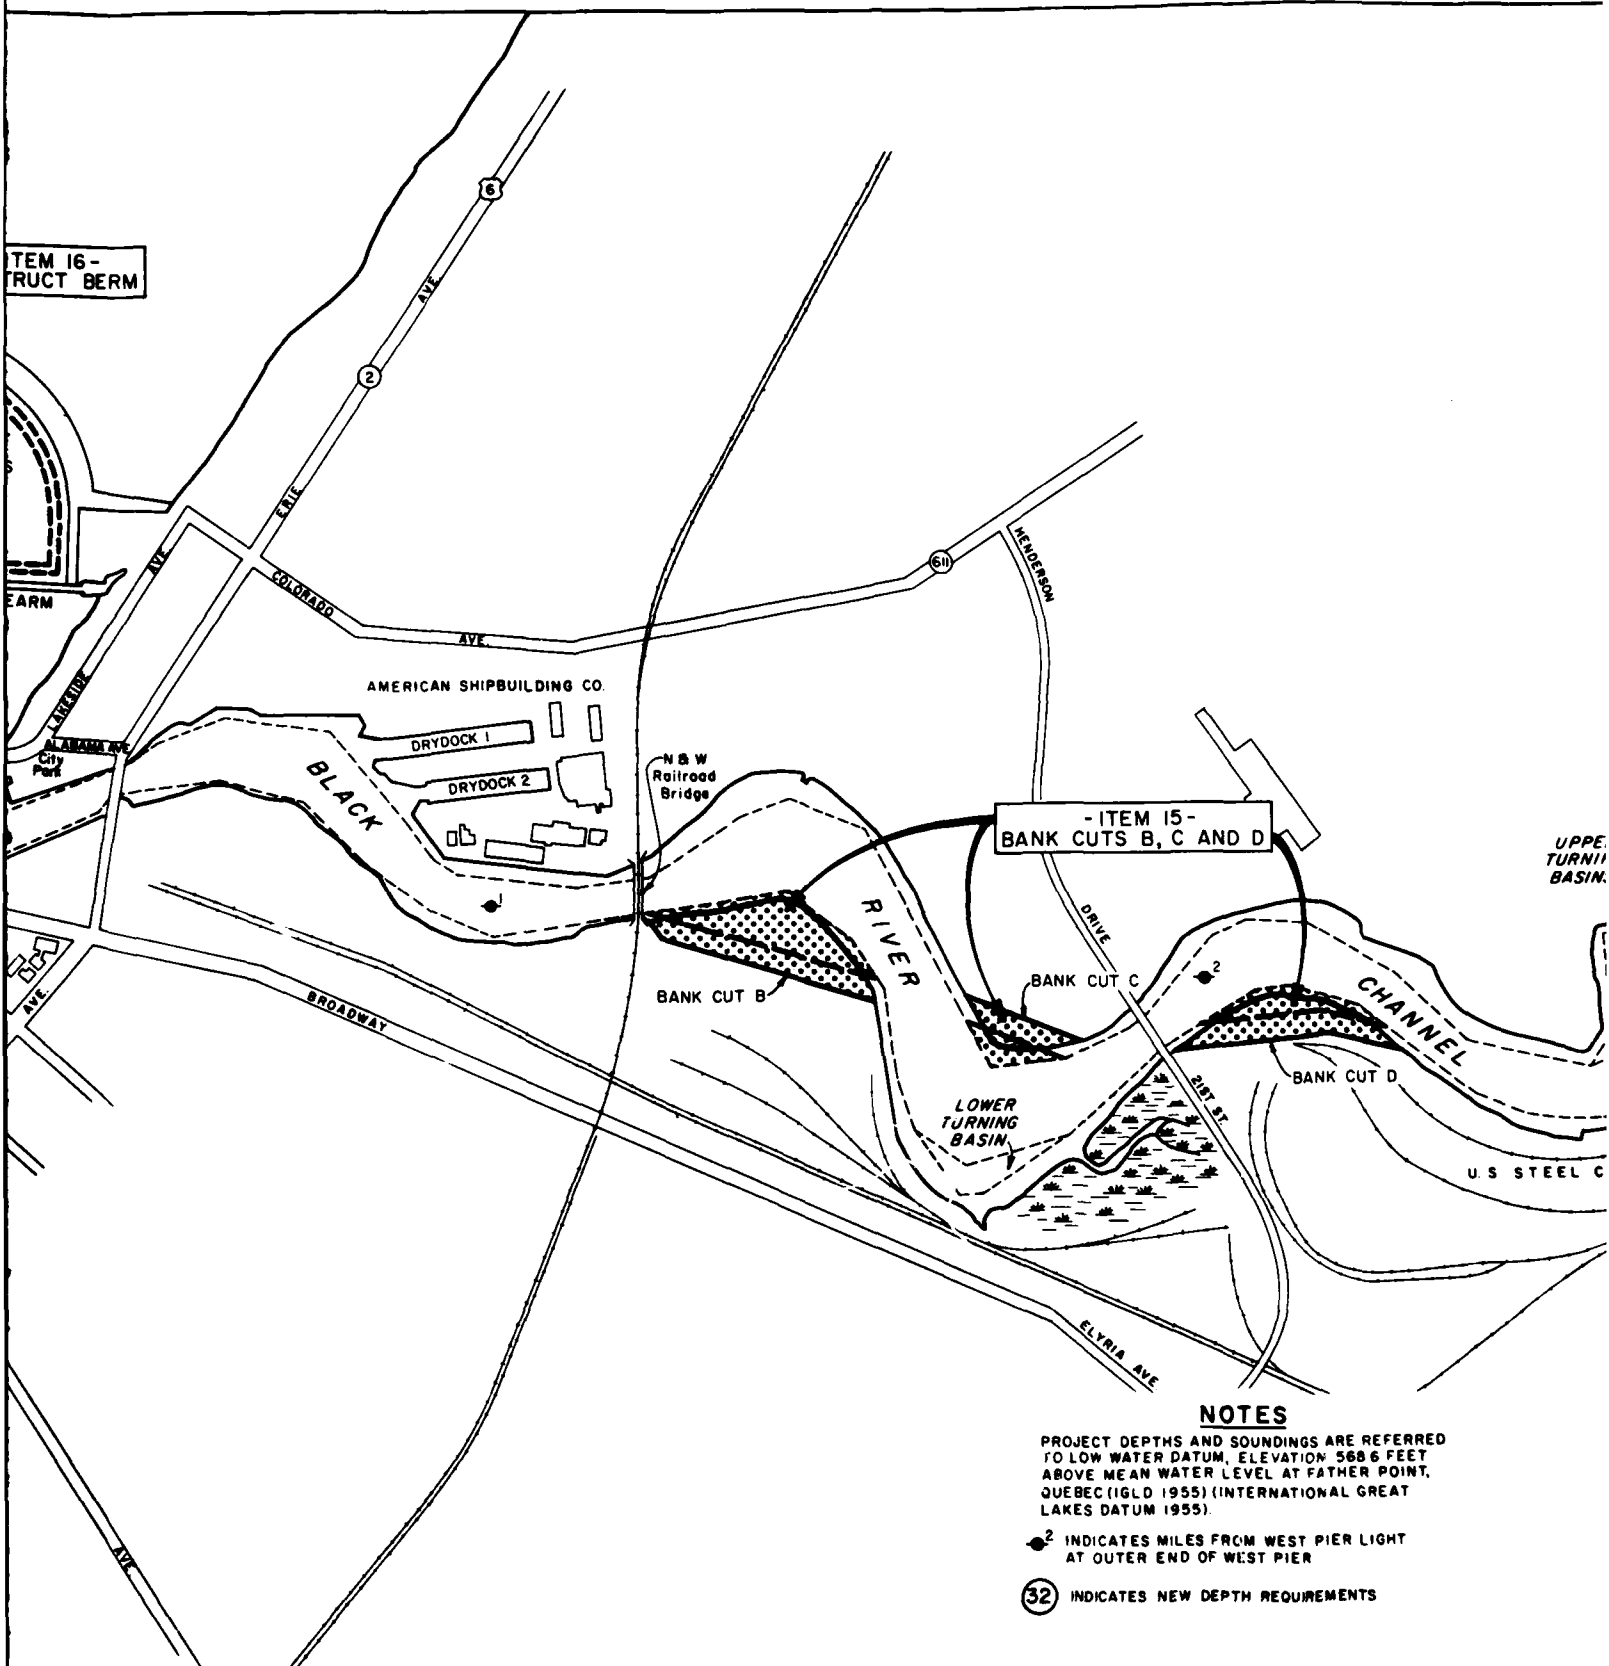 6
AVE.
ITEM 16-
TRUCT BERM
2
ERIE
AVE.
COLORADO
AVE.
611
HENDERSON
EARM
LAKESIDE
ALABAMA AVE.
City
Park
AMERICAN SHIPBUILDING CO.
DRYDOCK 1
DRYDOCK 2
N & W
Railroad
Bridge
BLACK
RIVER
CHANNEL
- ITEM 15 -
BANK CUTS B, C AND D
UPPE
TURNI
BASIN
1
2
DRIVE
BANK CUT B
BANK CUT C
BANK CUT D
AVE.
BROADWAY
LOWER
TURNING
BASIN
21ST ST.
U.S STEEL C
ELYRIA AVE
AVE.
NOTES
PROJECT DEPTHS AND SOUNDINGS ARE REFERRED
TO LOW WATER DATUM, ELEVATION 568 6 FEET
ABOVE MEAN WATER LEVEL AT FATHER POINT,
QUEBEC (IGLD 1955) (INTERNATIONAL GREAT
LAKES DATUM 1955).
2 INDICATES MILES FROM WEST PIER LIGHT
AT OUTER END OF WEST PIER
32 INDICATES NEW DEPTH REQUIREMENTS